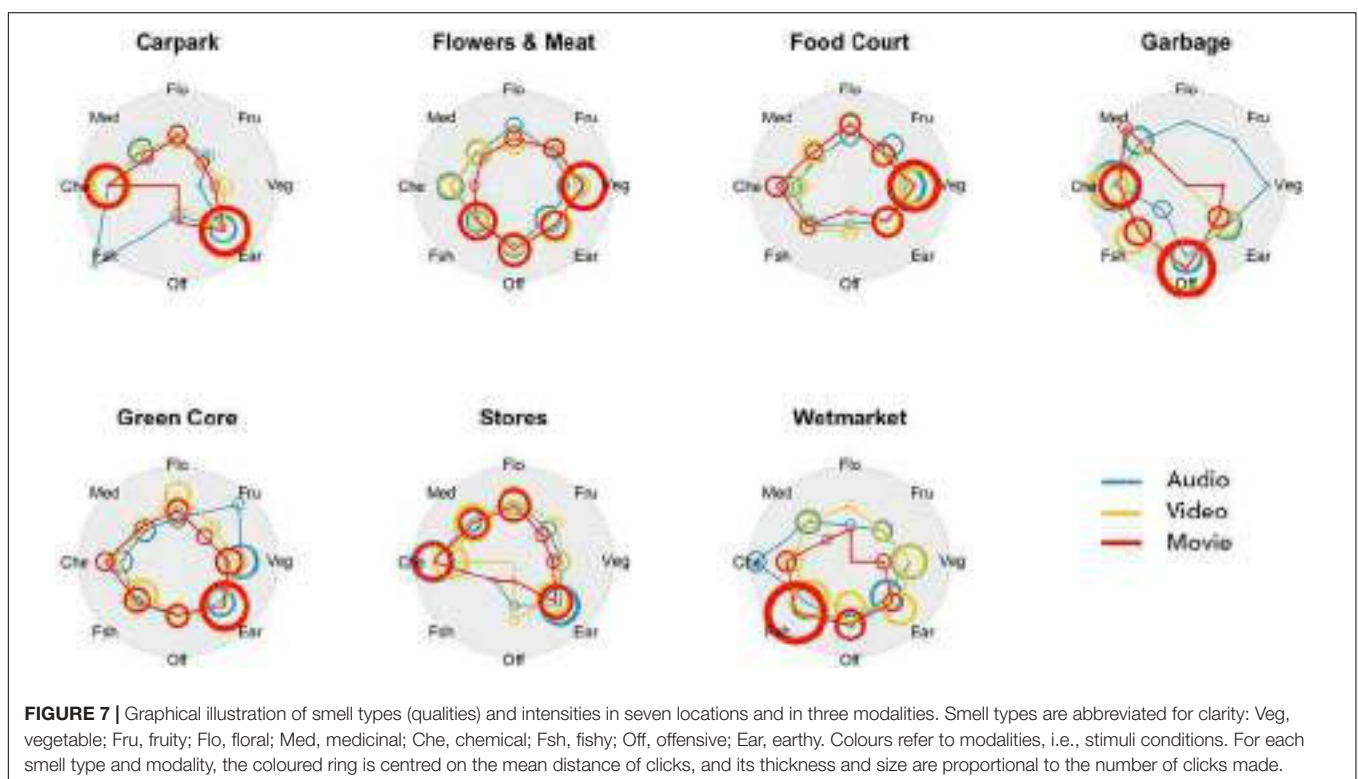 Carpark
Flo
Med
Fru
Che
Fsh
Ear
Off
Flowers & Meat
Flo
Med
Fru
Che
Veg
Fsh
Ear
Off
Food Court
Flo
Med
Fru
Che
Veg
Fsh
Ear
Off
Garbage
Flo
Med
Fru
Che
Veg
Fsh
Ear
Off
Veg
Green Core
Flo
Med
Fru
Che
Veg
Fsh
Ear
Off
Stores
Flo
Med
Fru
Che
Veg
Fsh
Ear
Off
Wetmarket
Flo
Med
Fru
Che
Veg
Fsh
Ear
Off
Audio
Video
Movie
FIGURE 7 | Graphical illustration of smell types (qualities) and intensities in seven locations and in three modalities. Smell types are abbreviated for clarity: Veg,
vegetable; Fru, fruity; Flo, floral; Med, medicinal; Che, chemical; Fsh, fishy; Off, offensive; Ear, earthy. Colours refer to modalities, i.e., stimuli conditions. For each
smell type and modality, the coloured ring is centred on the mean distance of clicks, and its thickness and size are proportional to the number of clicks made.